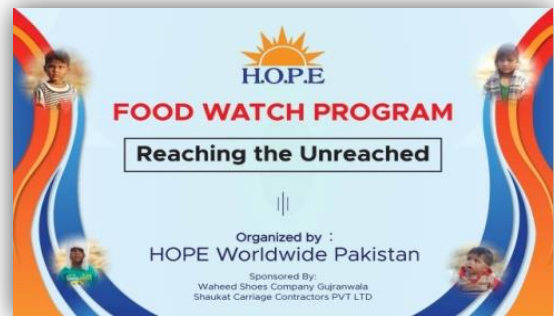 H.O.P.E
FOOD WATCH PROGRAM
Reaching the Unreached
Organized by :
HOPE Worldwide Pakistan
Sponsored By:
Waheed Shoes Company Gujranwala
Shaukat Carriage Contractors PVT LTD